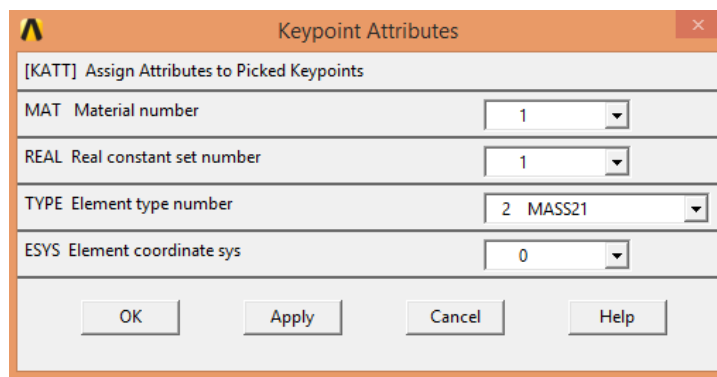 Keypoint Attributes
[KATT] Assign Attributes to Picked Keypoints
MAT Material number 1
REAL Real constant set number 1
TYPE Element type number 2 MASS21
ESYS Element coordinate sys 0
OK Apply Cancel Help